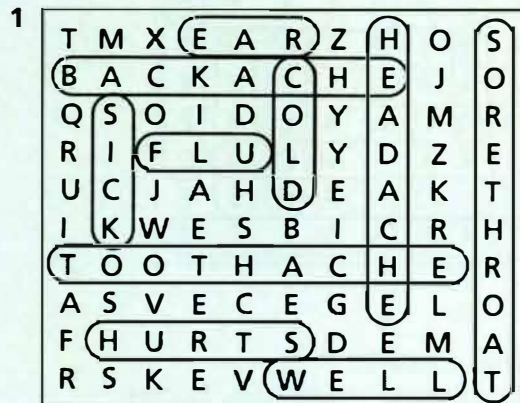 1
T M X E A R Z H O S
B A C K A C H E J O
Q S O I D O Y A M R
R I F L U L Y D Z E
U C J A H D E A K T
I K W E S B I C R H
T O O T H A C H E R
A S V E C E G E L O
F H U R T S D E M A
R S K E V W E L L T